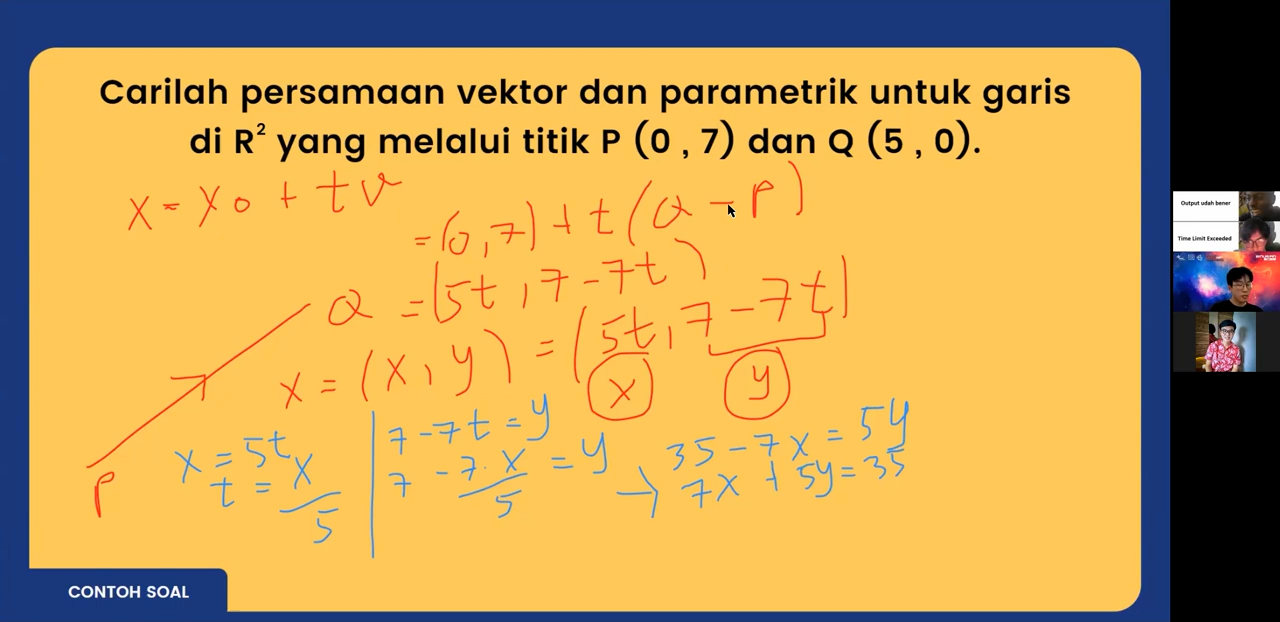 Carilah persamaan vektor dan parametrik untuk garis
di R² yang melalui titik P (0 , 7) dan Q (5 , 0).
x = x0 + tv
= (0,7) + t(Q - P)
Q
= (5t, 7 - 7t)
x = (x, y) = (5t, 7 - 7t)
x
y
P
x = 5t
t = x/5
7 - 7t = y
7 - 7·x/5 = y
35 - 7x = 5y
→ 7x + 5y = 35
CONTOH SOAL
Output udah bener
Time Limit Exceeded